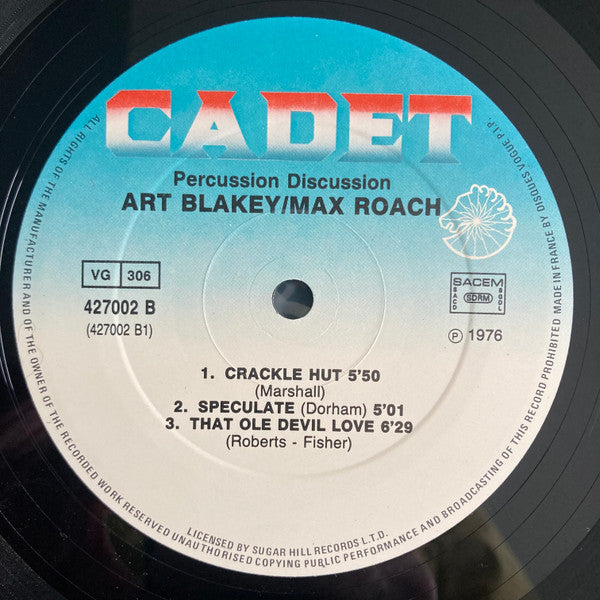 CADET
Percussion Discussion
ART BLAKEY/MAX ROACH
VG 306
427002 B
(427002 B1)
SACEM
SACD
SDRM
SGDL
Ⓟ 1976
1. CRACKLE HUT 5'50
(Marshall)
2. SPECULATE (Dorham) 5'01
3. THAT OLE DEVIL LOVE 6'29
(Roberts - Fisher)
LICENSED BY SUGAR HILL RECORDS L.T.D.
ALL RIGHTS OF THE MANUFACTURER AND OF THE OWNER OF THE RECORDED WORK RESERVED UNAUTHORISED COPYING PUBLIC PERFORMANCE AND BROADCASTING OF THIS RECORD PROHIBITED MADE IN FRANCE BY DISQUES VOGUE P.I.P.